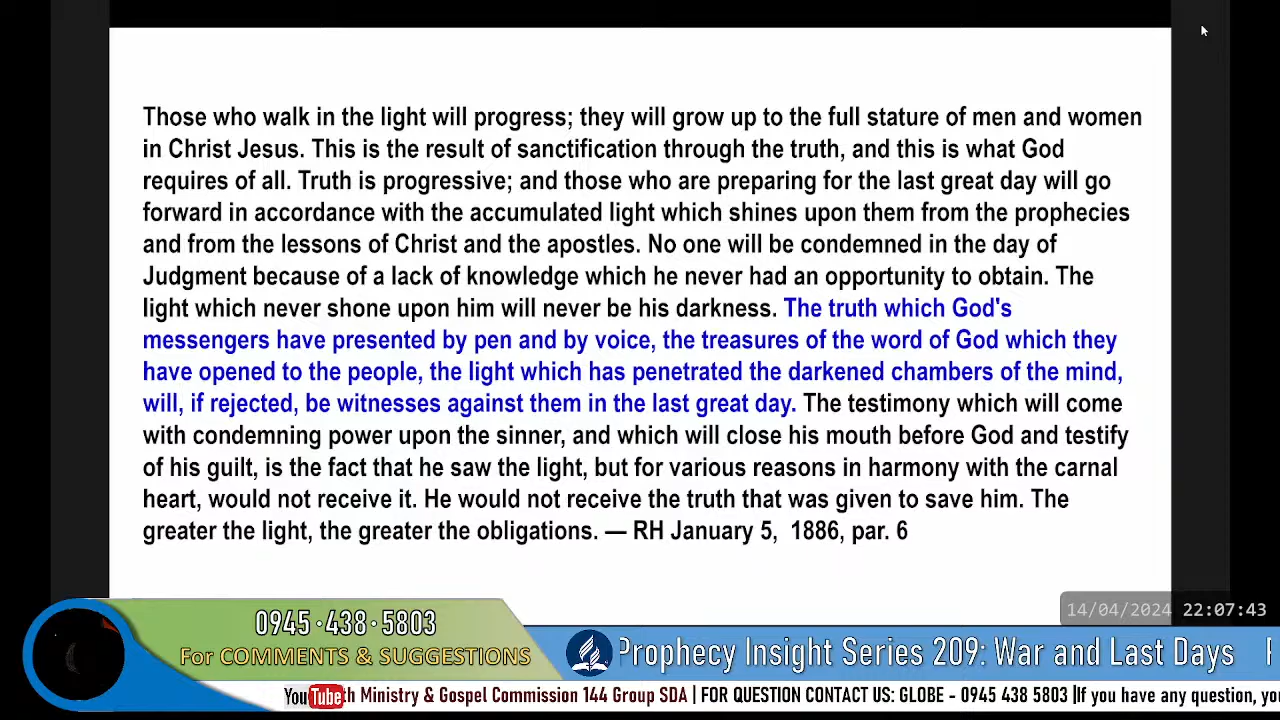 Those who walk in the light will progress; they will grow up to the full stature of men and women
in Christ Jesus. This is the result of sanctification through the truth, and this is what God
requires of all. Truth is progressive; and those who are preparing for the last great day will go
forward in accordance with the accumulated light which shines upon them from the prophecies
and from the lessons of Christ and the apostles. No one will be condemned in the day of
Judgment because of a lack of knowledge which he never had an opportunity to obtain. The
light which never shone upon him will never be his darkness. The truth which God's
messengers have presented by pen and by voice, the treasures of the word of God which they
have opened to the people, the light which has penetrated the darkened chambers of the mind,
will, if rejected, be witnesses against them in the last great day. The testimony which will come
with condemning power upon the sinner, and which will close his mouth before God and testify
of his guilt, is the fact that he saw the light, but for various reasons in harmony with the carnal
heart, would not receive it. He would not receive the truth that was given to save him. The
greater the light, the greater the obligations. — RH January 5, 1886, par. 6
14/04/2024 22:07:43
0945·438·5803
For COMMENTS & SUGGESTIONS
Prophecy Insight Series 209: War and Last Days
YouTube th Ministry & Gospel Commission 144 Group SDA | FOR QUESTION CONTACT US: GLOBE - 0945 438 5803 |If you have any question, yo